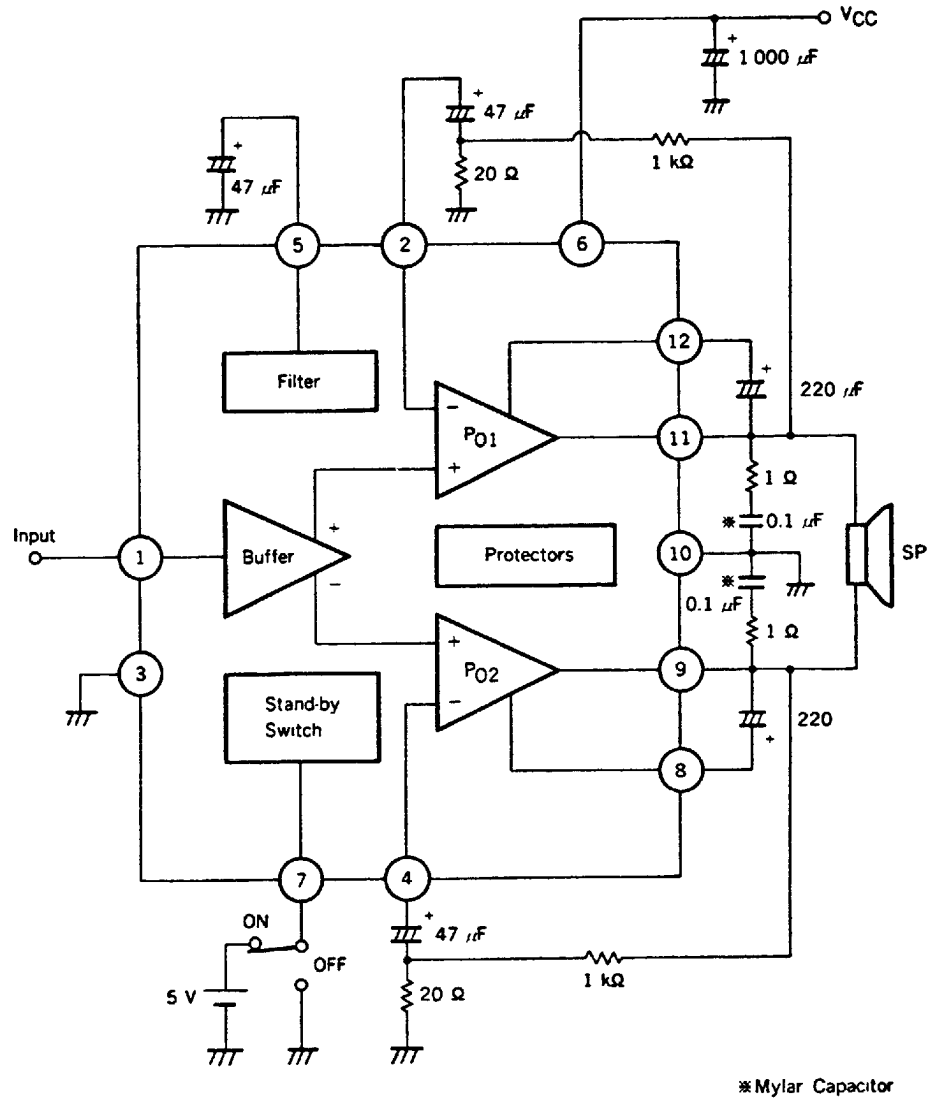 VCC
+
1 000 μF
+
47 μF
+
47 μF
20 Ω
1 kΩ
5
2
6
12
+
220 μF
Filter
−
PO1
+
11
1 Ω
※
0.1 μF
Input
1
Buffer
+
−
Protectors
10
※
0.1 μF
SP
1 Ω
3
+
PO2
−
9
Stand-by
Switch
220
+
8
7
4
ON
OFF
+
47 μF
5 V
20 Ω
1 kΩ
※Mylar Capacitor